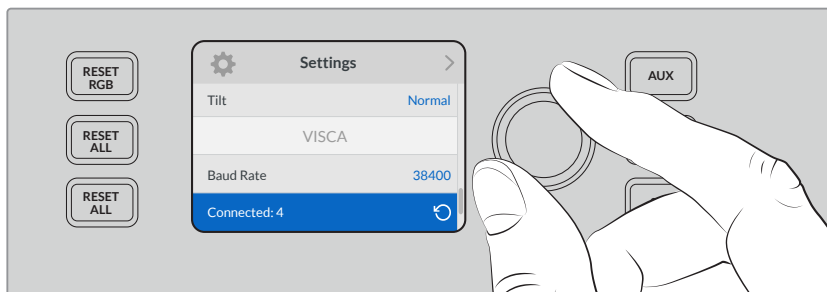 RESET
RGB
RESET
ALL
RESET
ALL
Settings
Tilt Normal
VISCA
Baud Rate 38400
Connected: 4
AUX